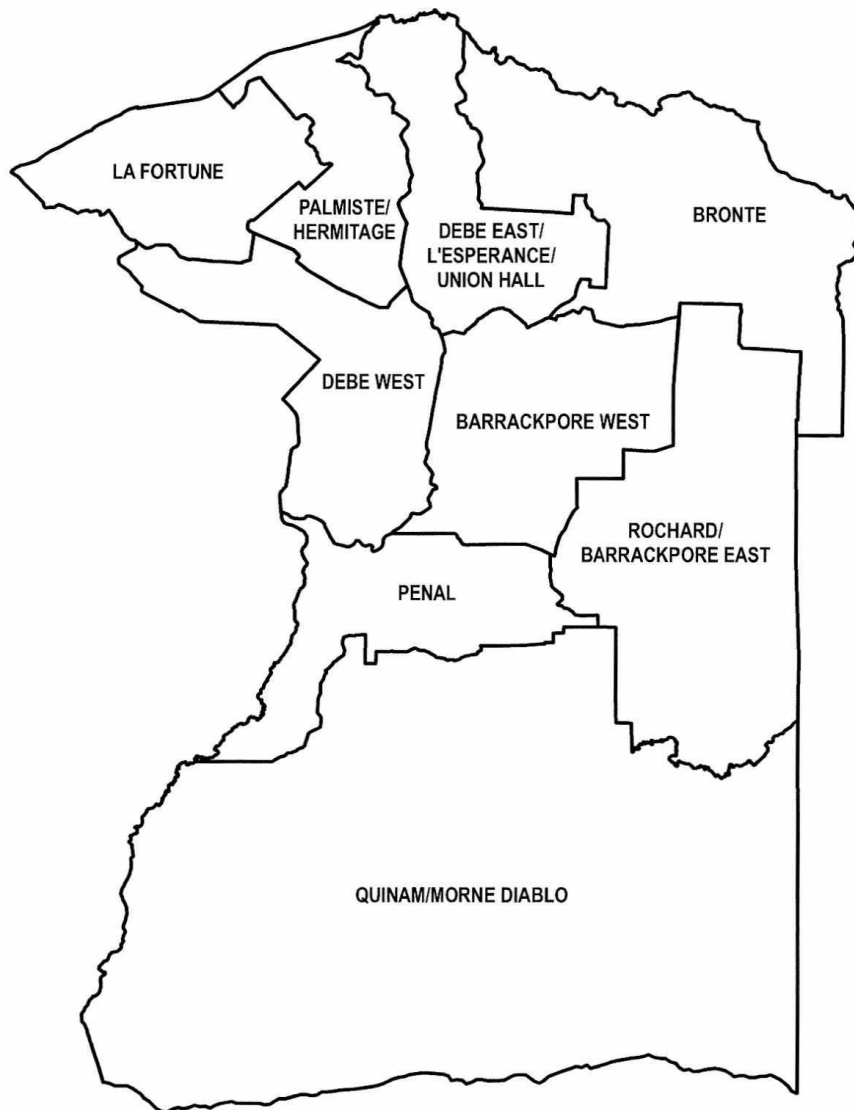 LA FORTUNE
PALMISTE/
HERMITAGE
DEBE EAST/
L'ESPERANCE/
UNION HALL
BRONTE
DEBE WEST
BARRACKPORE WEST
ROCHARD/
BARRACKPORE EAST
PENAL
QUINAM/MORNE DIABLO